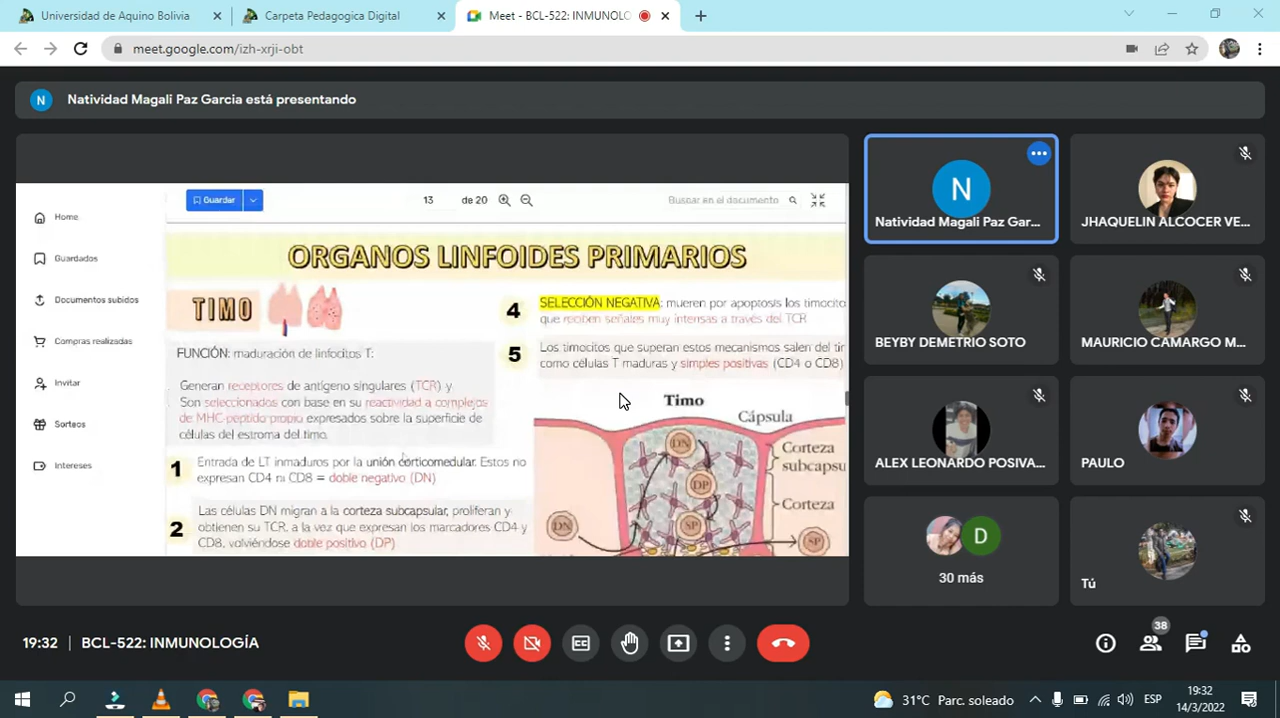 Universidad de Aquino Bolivia
Carpeta Pedagogica Digital
Meet - BCL-522: INMUNOLO
meet.google.com/izh-xrji-obt
N
Natividad Magali Paz Garcia está presentando
Guardar
13
de 20
Buscar en el documento
Home
Guardados
Documentos subidos
Compras realizadas
Invitar
Sorteos
Intereses
ORGANOS LINFOIDES PRIMARIOS
TIMO
FUNCIÓN: maduración de linfocitos T:
Generan receptores de antígeno singulares (TCR) y
Son seleccionados con base en su reactividad a complejos
de MHC-peptido propio expresados sobre la superficie de
células del estroma del timo.
1
Entrada de LT inmaduros por la unión corticomedular. Estos no
expresan CD4 ni CD8 = doble negativo (DN)
2
Las células DN migran a la corteza subcapsular, proliferan y
obtienen su TCR, a la vez que expresan los marcadores CD4 y
CD8, volviéndose doble positivo (DP)
4
SELECCIÓN NEGATIVA: mueren por apoptosis los timocito
que reciben señales muy intensas a través del TCR
5
Los timocitos que superan estos mecanismos salen del tir
como células T maduras y simples positivas (CD4 o CD8)
Timo
Cápsula
Corteza
subcapsu
Corteza
DN
DP
SP
DN
SP
N
Natividad Magali Paz Gar...
JHAQUELIN ALCOCER VE...
BEYBY DEMETRIO SOTO
MAURICIO CAMARGO M...
ALEX LEONARDO POSIVA...
PAULO
D
30 más
Tú
19:32 | BCL-522: INMUNOLOGÍA
CC
38
31°C Parc. soleado
ESP
19:32
14/3/2022